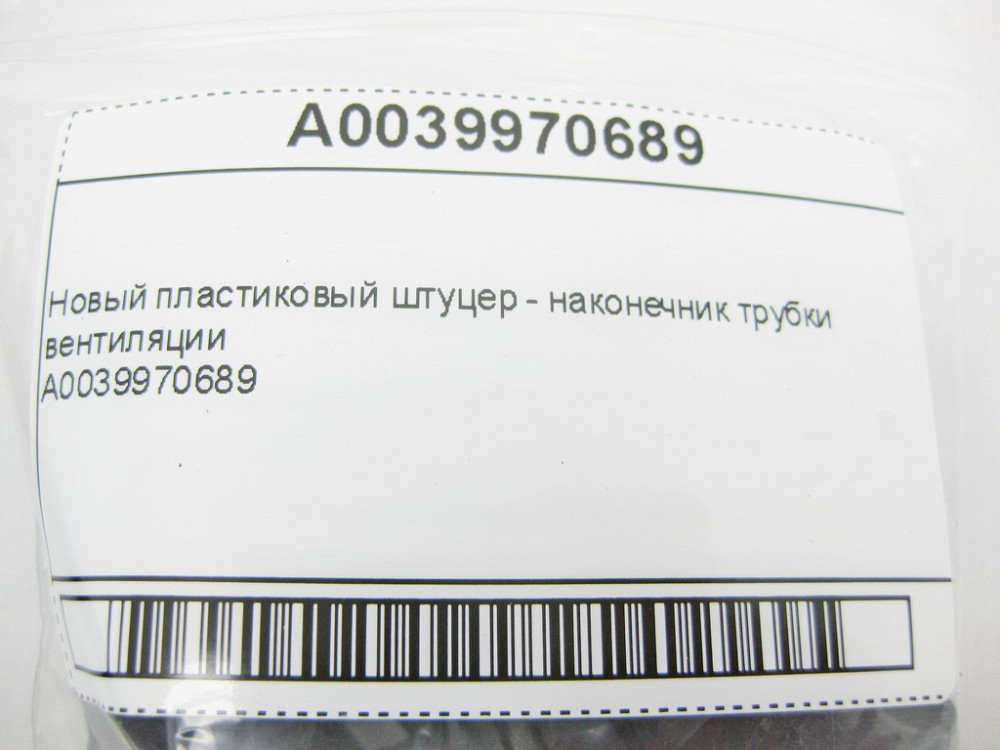 A0039970689
Новый пластиковый штуцер - наконечник трубки
вентиляции
A0039970689